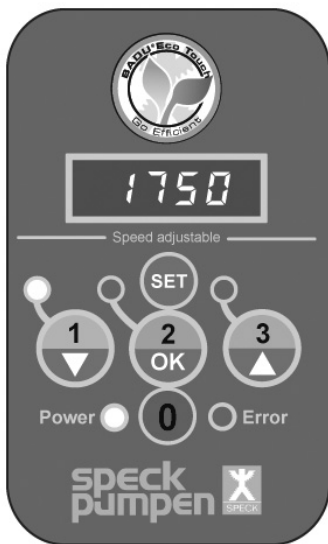 BADU®Eco Touch
Go Efficient
1750
Speed adjustable
SET
1
2
3
OK
Power
0
Error
speck
pumpen
SPECK